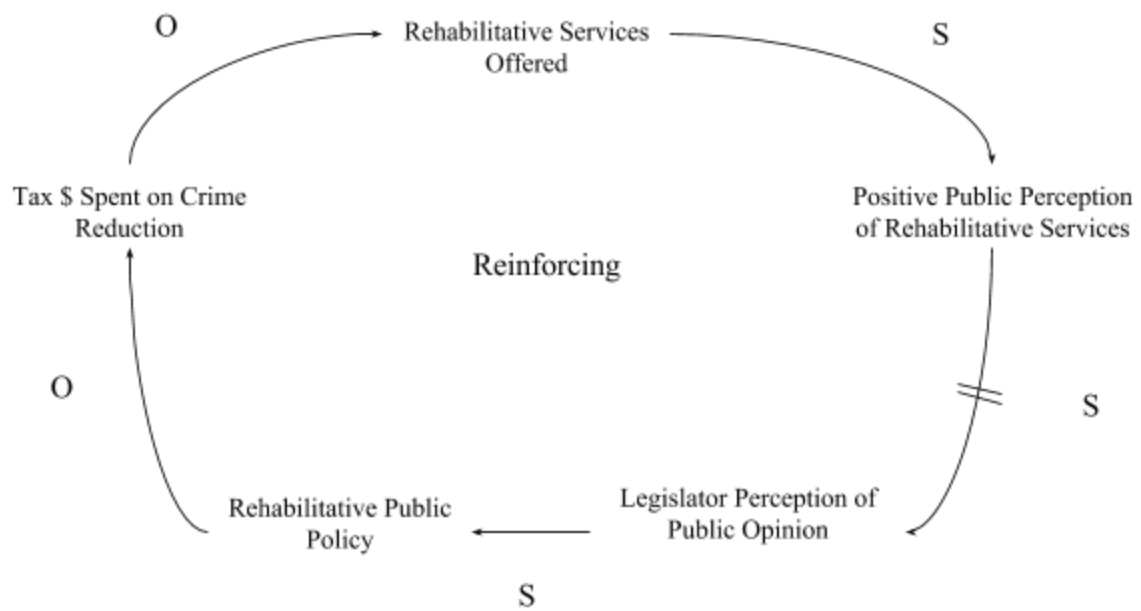 O
Rehabilitative Services
Offered
S
Tax $ Spent on Crime
Reduction
Positive Public Perception
of Rehabilitative Services
Reinforcing
O
S
Rehabilitative Public
Policy
Legislator Perception of
Public Opinion
S